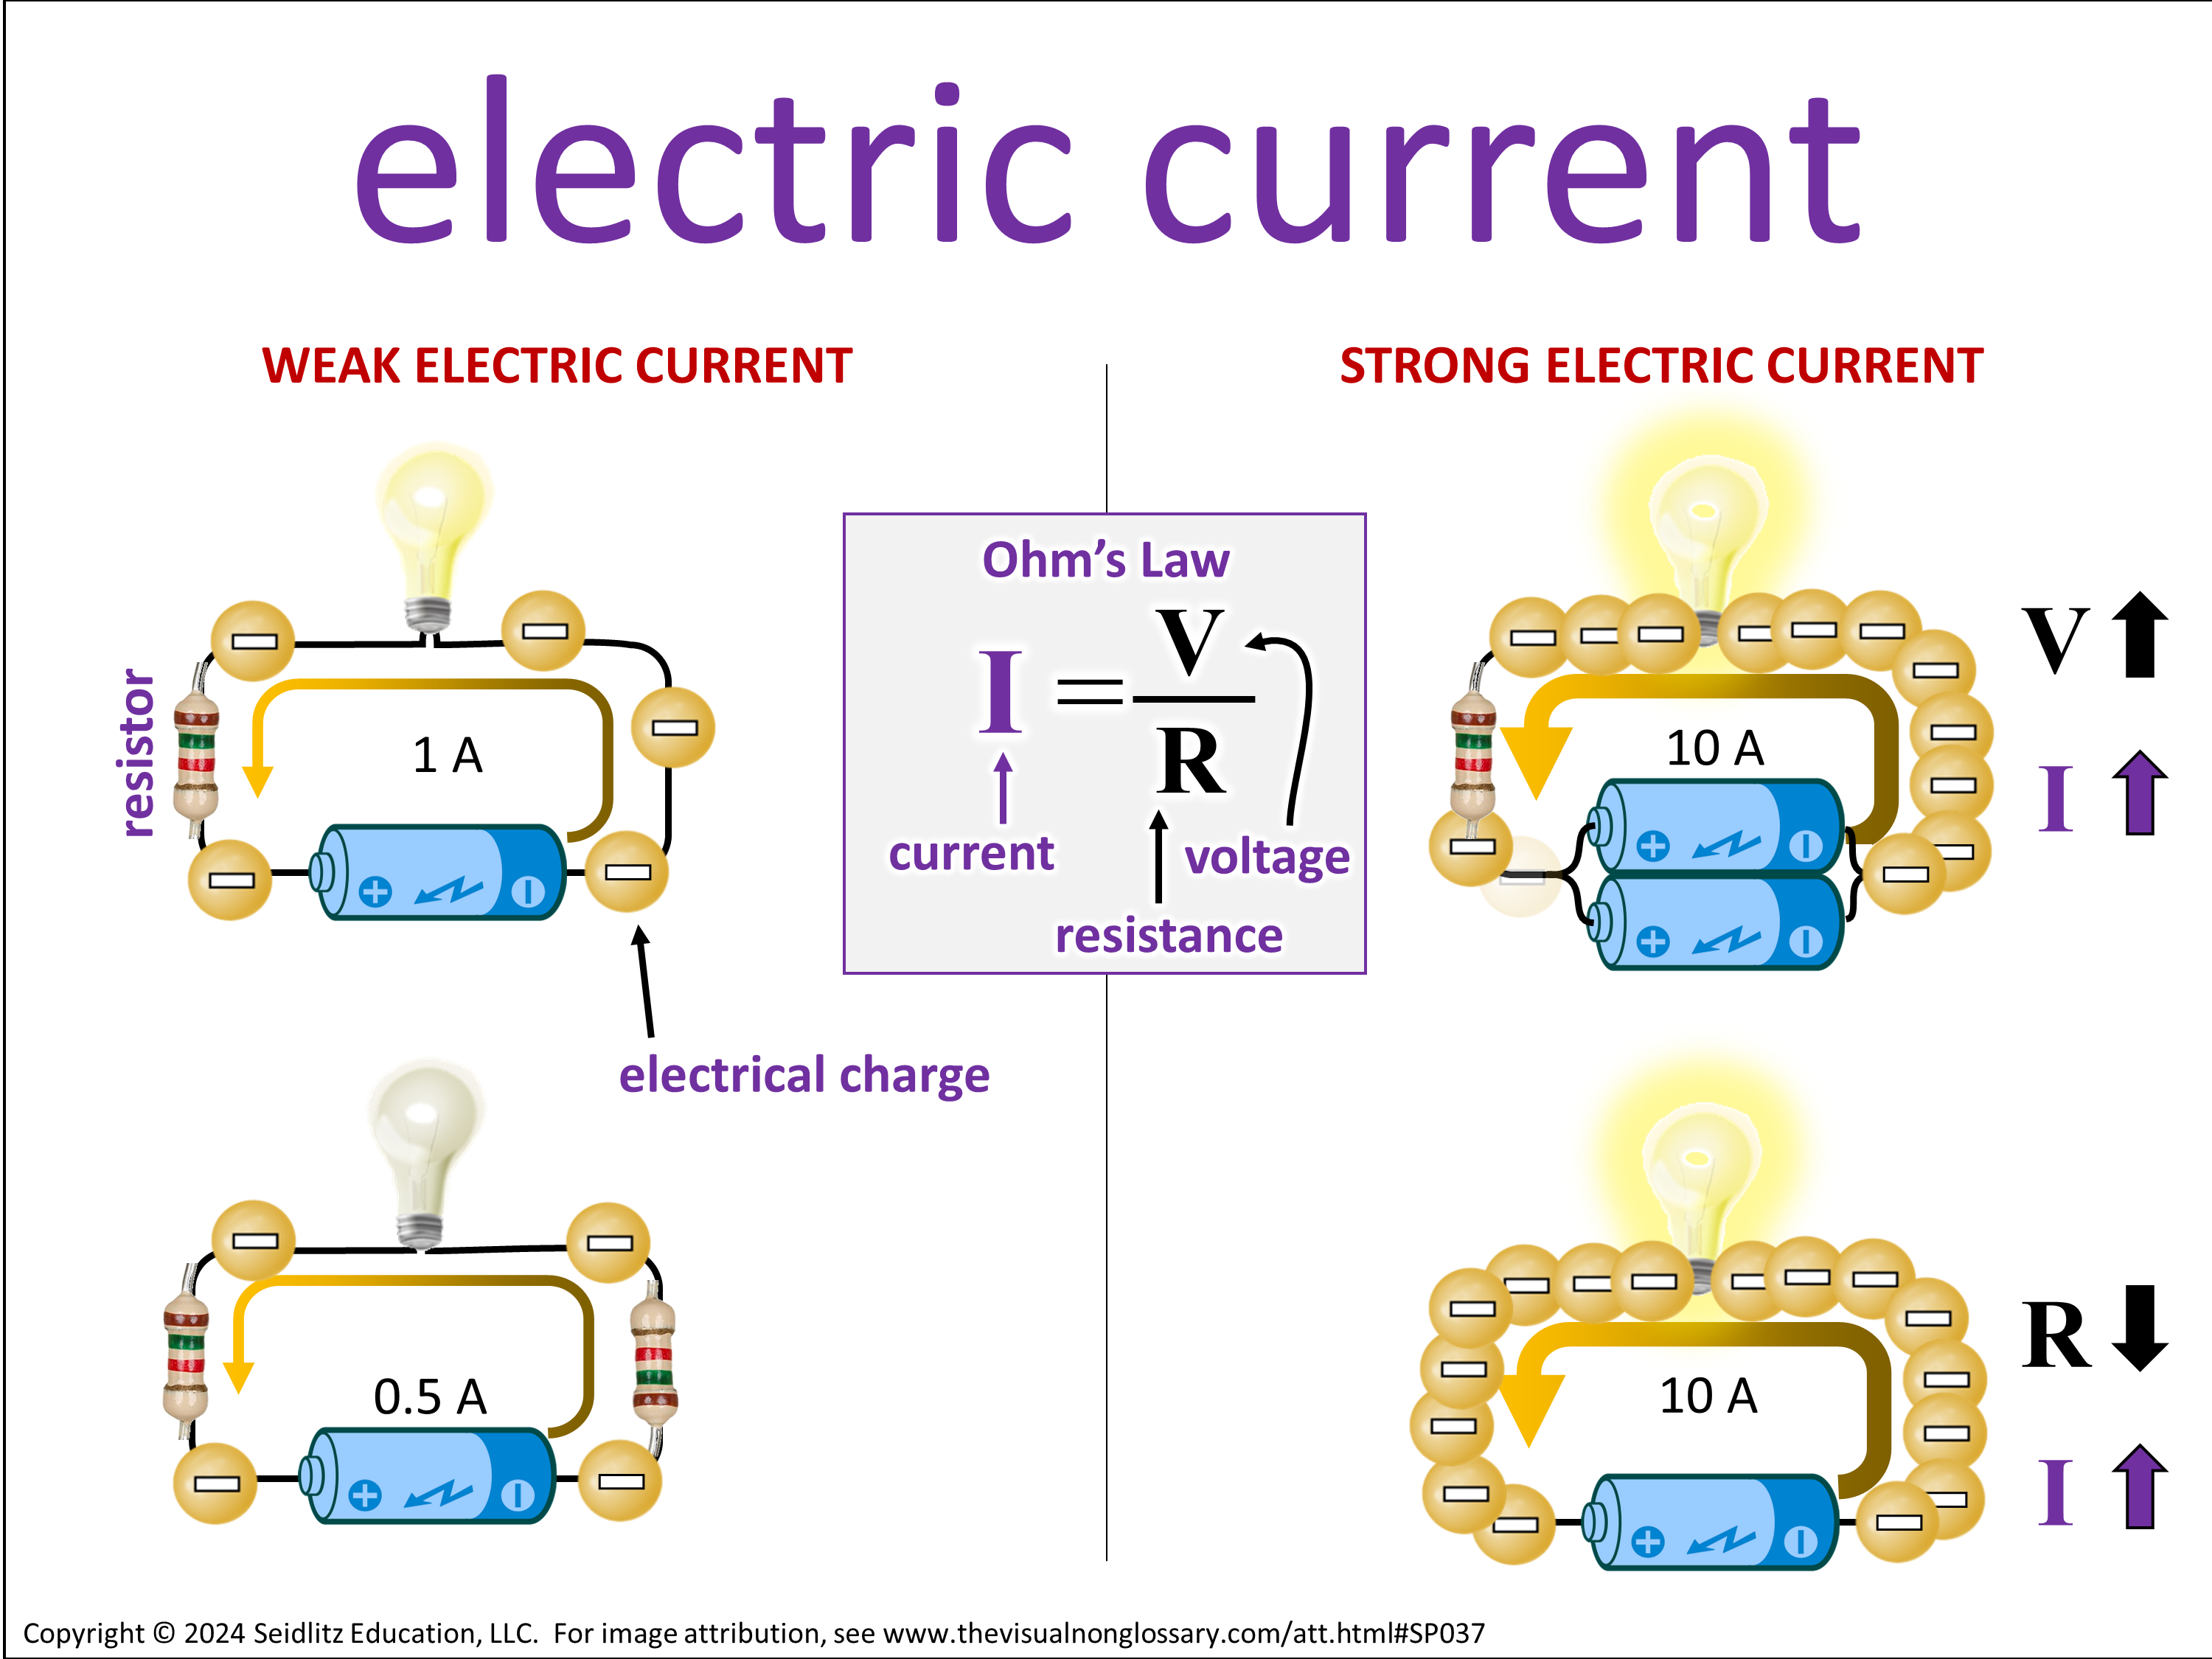 electric current
WEAK ELECTRIC CURRENT
STRONG ELECTRIC CURRENT
resistor
1 A
electrical charge
0.5 A
Ohm's Law
I = V
R
current
voltage
resistance
10 A
V
I
10 A
R
I
Copyright © 2024 Seidlitz Education, LLC. For image attribution, see www.thevisualnonglossary.com/att.html#SP037